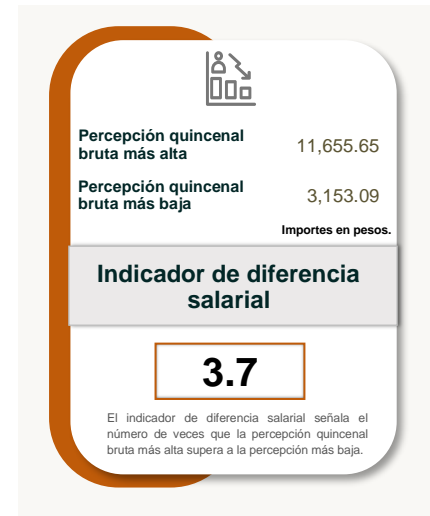 Percepción quincenal
bruta más alta
11,655.65
Percepción quincenal
bruta más baja
3,153.09
Importes en pesos.
Indicador de diferencia
salarial
3.7
El indicador de diferencia salarial señala el
número de veces que la percepción quincenal
bruta más alta supera a la percepción más baja.